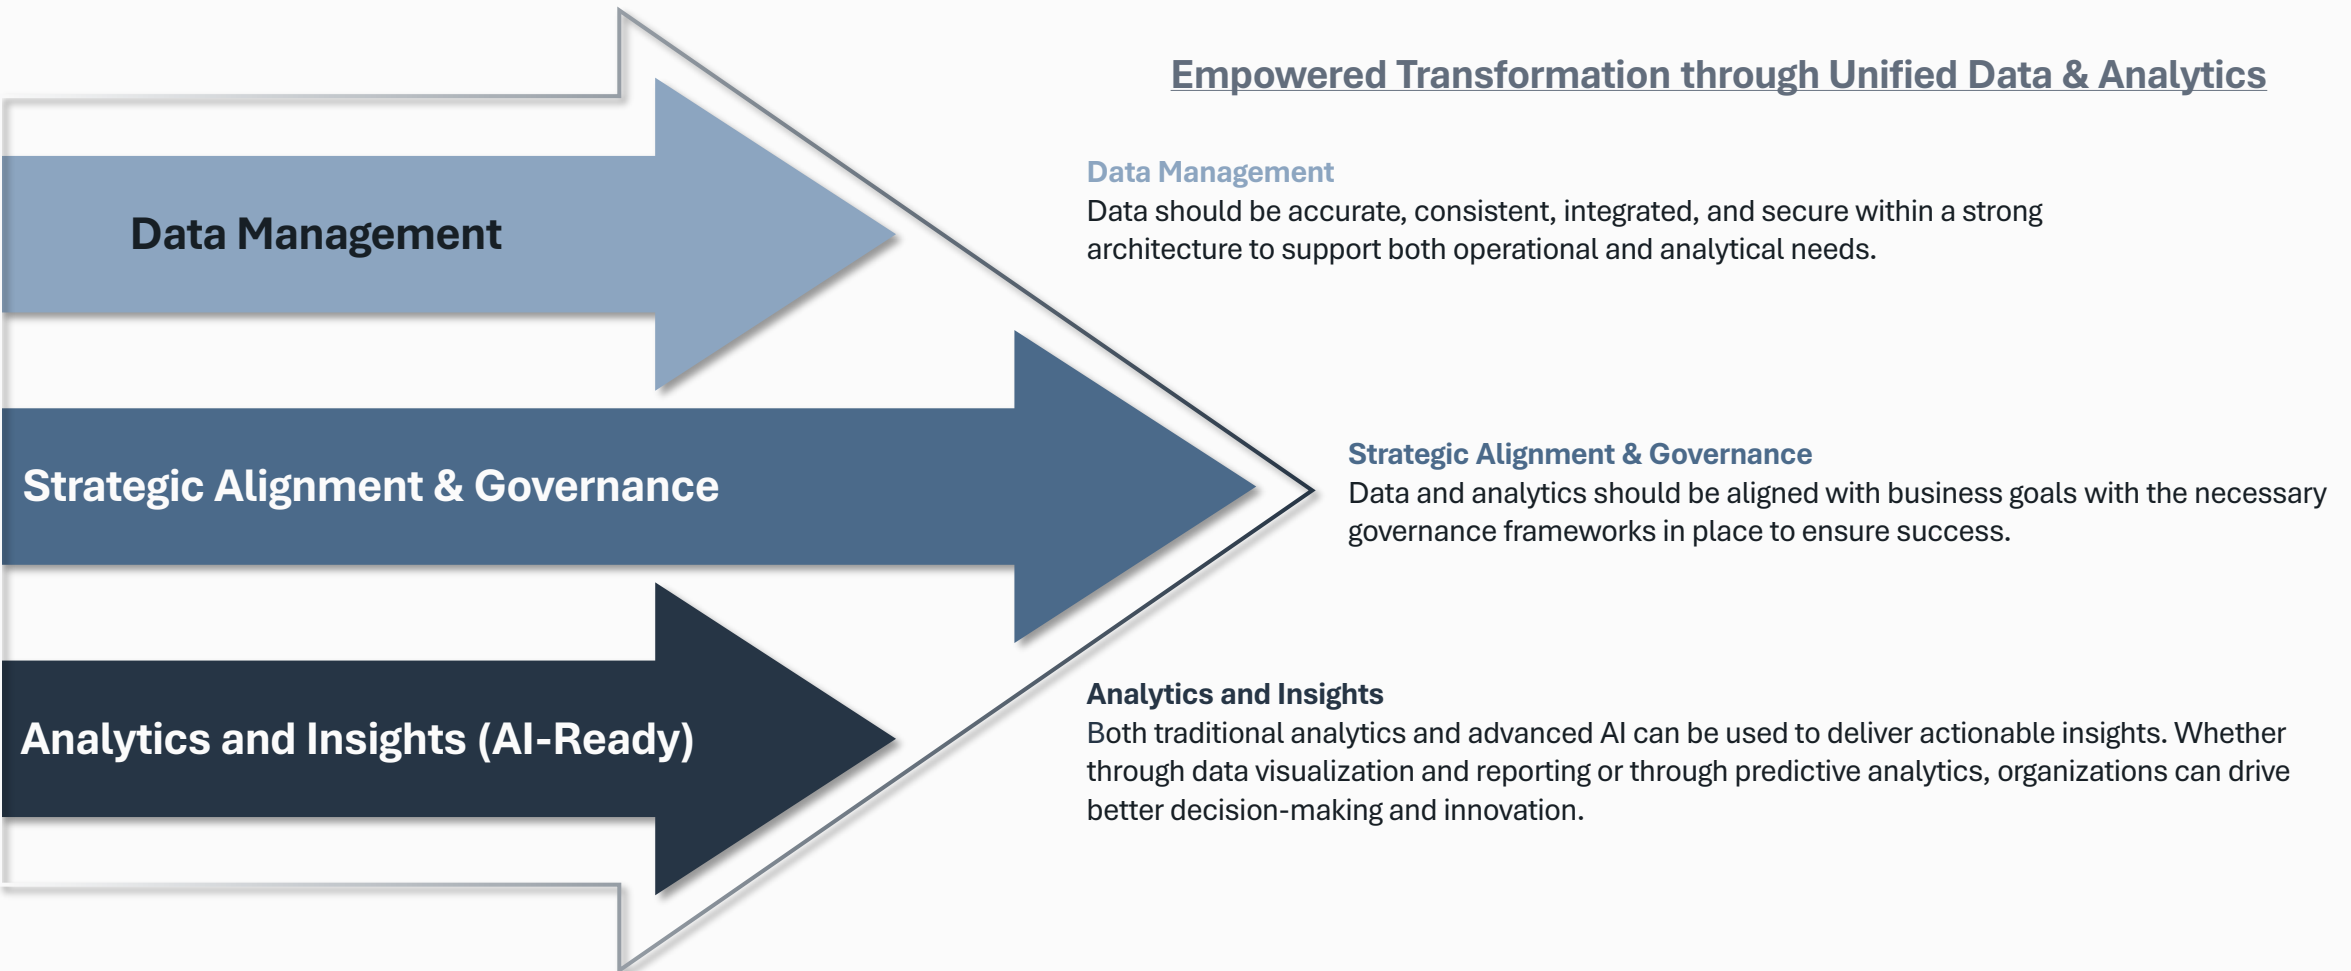 Empowered Transformation through Unified Data & Analytics
Data Management
Data Management
Data should be accurate, consistent, integrated, and secure within a strong
architecture to support both operational and analytical needs.
Strategic Alignment & Governance
Strategic Alignment & Governance
Data and analytics should be aligned with business goals with the necessary
governance frameworks in place to ensure success.
Analytics and Insights (AI-Ready)
Analytics and Insights
Both traditional analytics and advanced AI can be used to deliver actionable insights. Whether
through data visualization and reporting or through predictive analytics, organizations can drive
better decision-making and innovation.